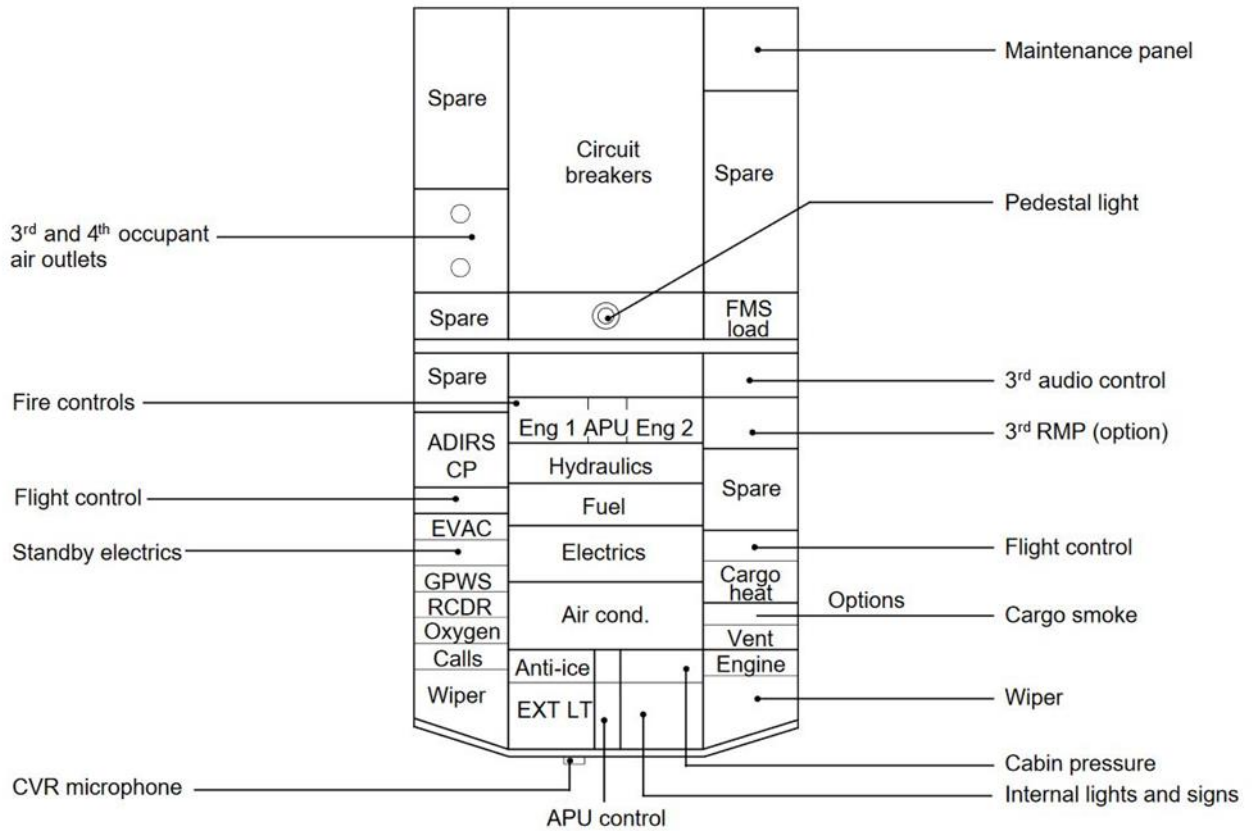 Maintenance panel
Spare
Circuit
breakers
Spare
Pedestal light
3rd and 4th occupant
air outlets
Spare
FMS
load
Spare
3rd audio control
Fire controls
Eng 1 APU Eng 2
3rd RMP (option)
ADIRS
CP
Hydraulics
Spare
Flight control
Fuel
EVAC
Standby electrics
Electrics
Flight control
GPWS
Cargo
heat
RCDR
Air cond.
Options
Cargo smoke
Oxygen
Vent
Calls
Anti-ice
Engine
Wiper
EXT LT
Wiper
Cabin pressure
CVR microphone
Internal lights and signs
APU control